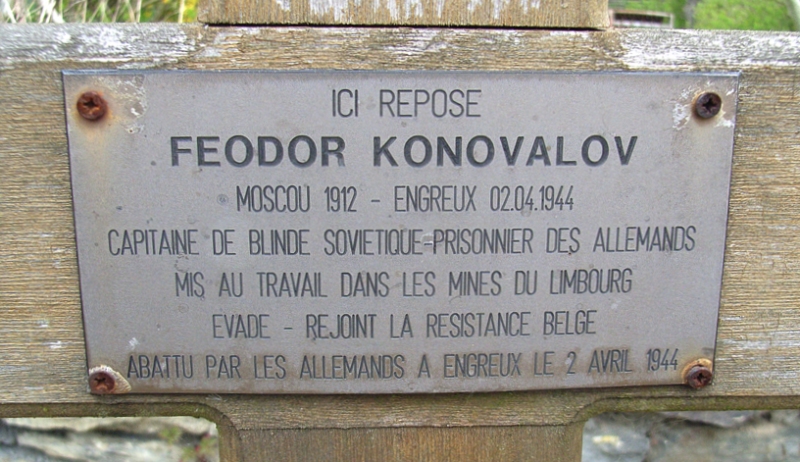 ICI REPOSE
FEODOR KONOVALOV
MOSCOU 1912 - ENGREUX 02.04.1944
CAPITAINE DE BLINDE SOVIETIQUE=PRISONNIER DES ALLEMANDS
MIS AU TRAVAIL DANS LES MINES DU LIMBOURG
EVADE - REJOINT LA RESISTANCE BELGE
ABATTU PAR LES ALLEMANDS A ENGREUX LE 2 AVRIL 1944